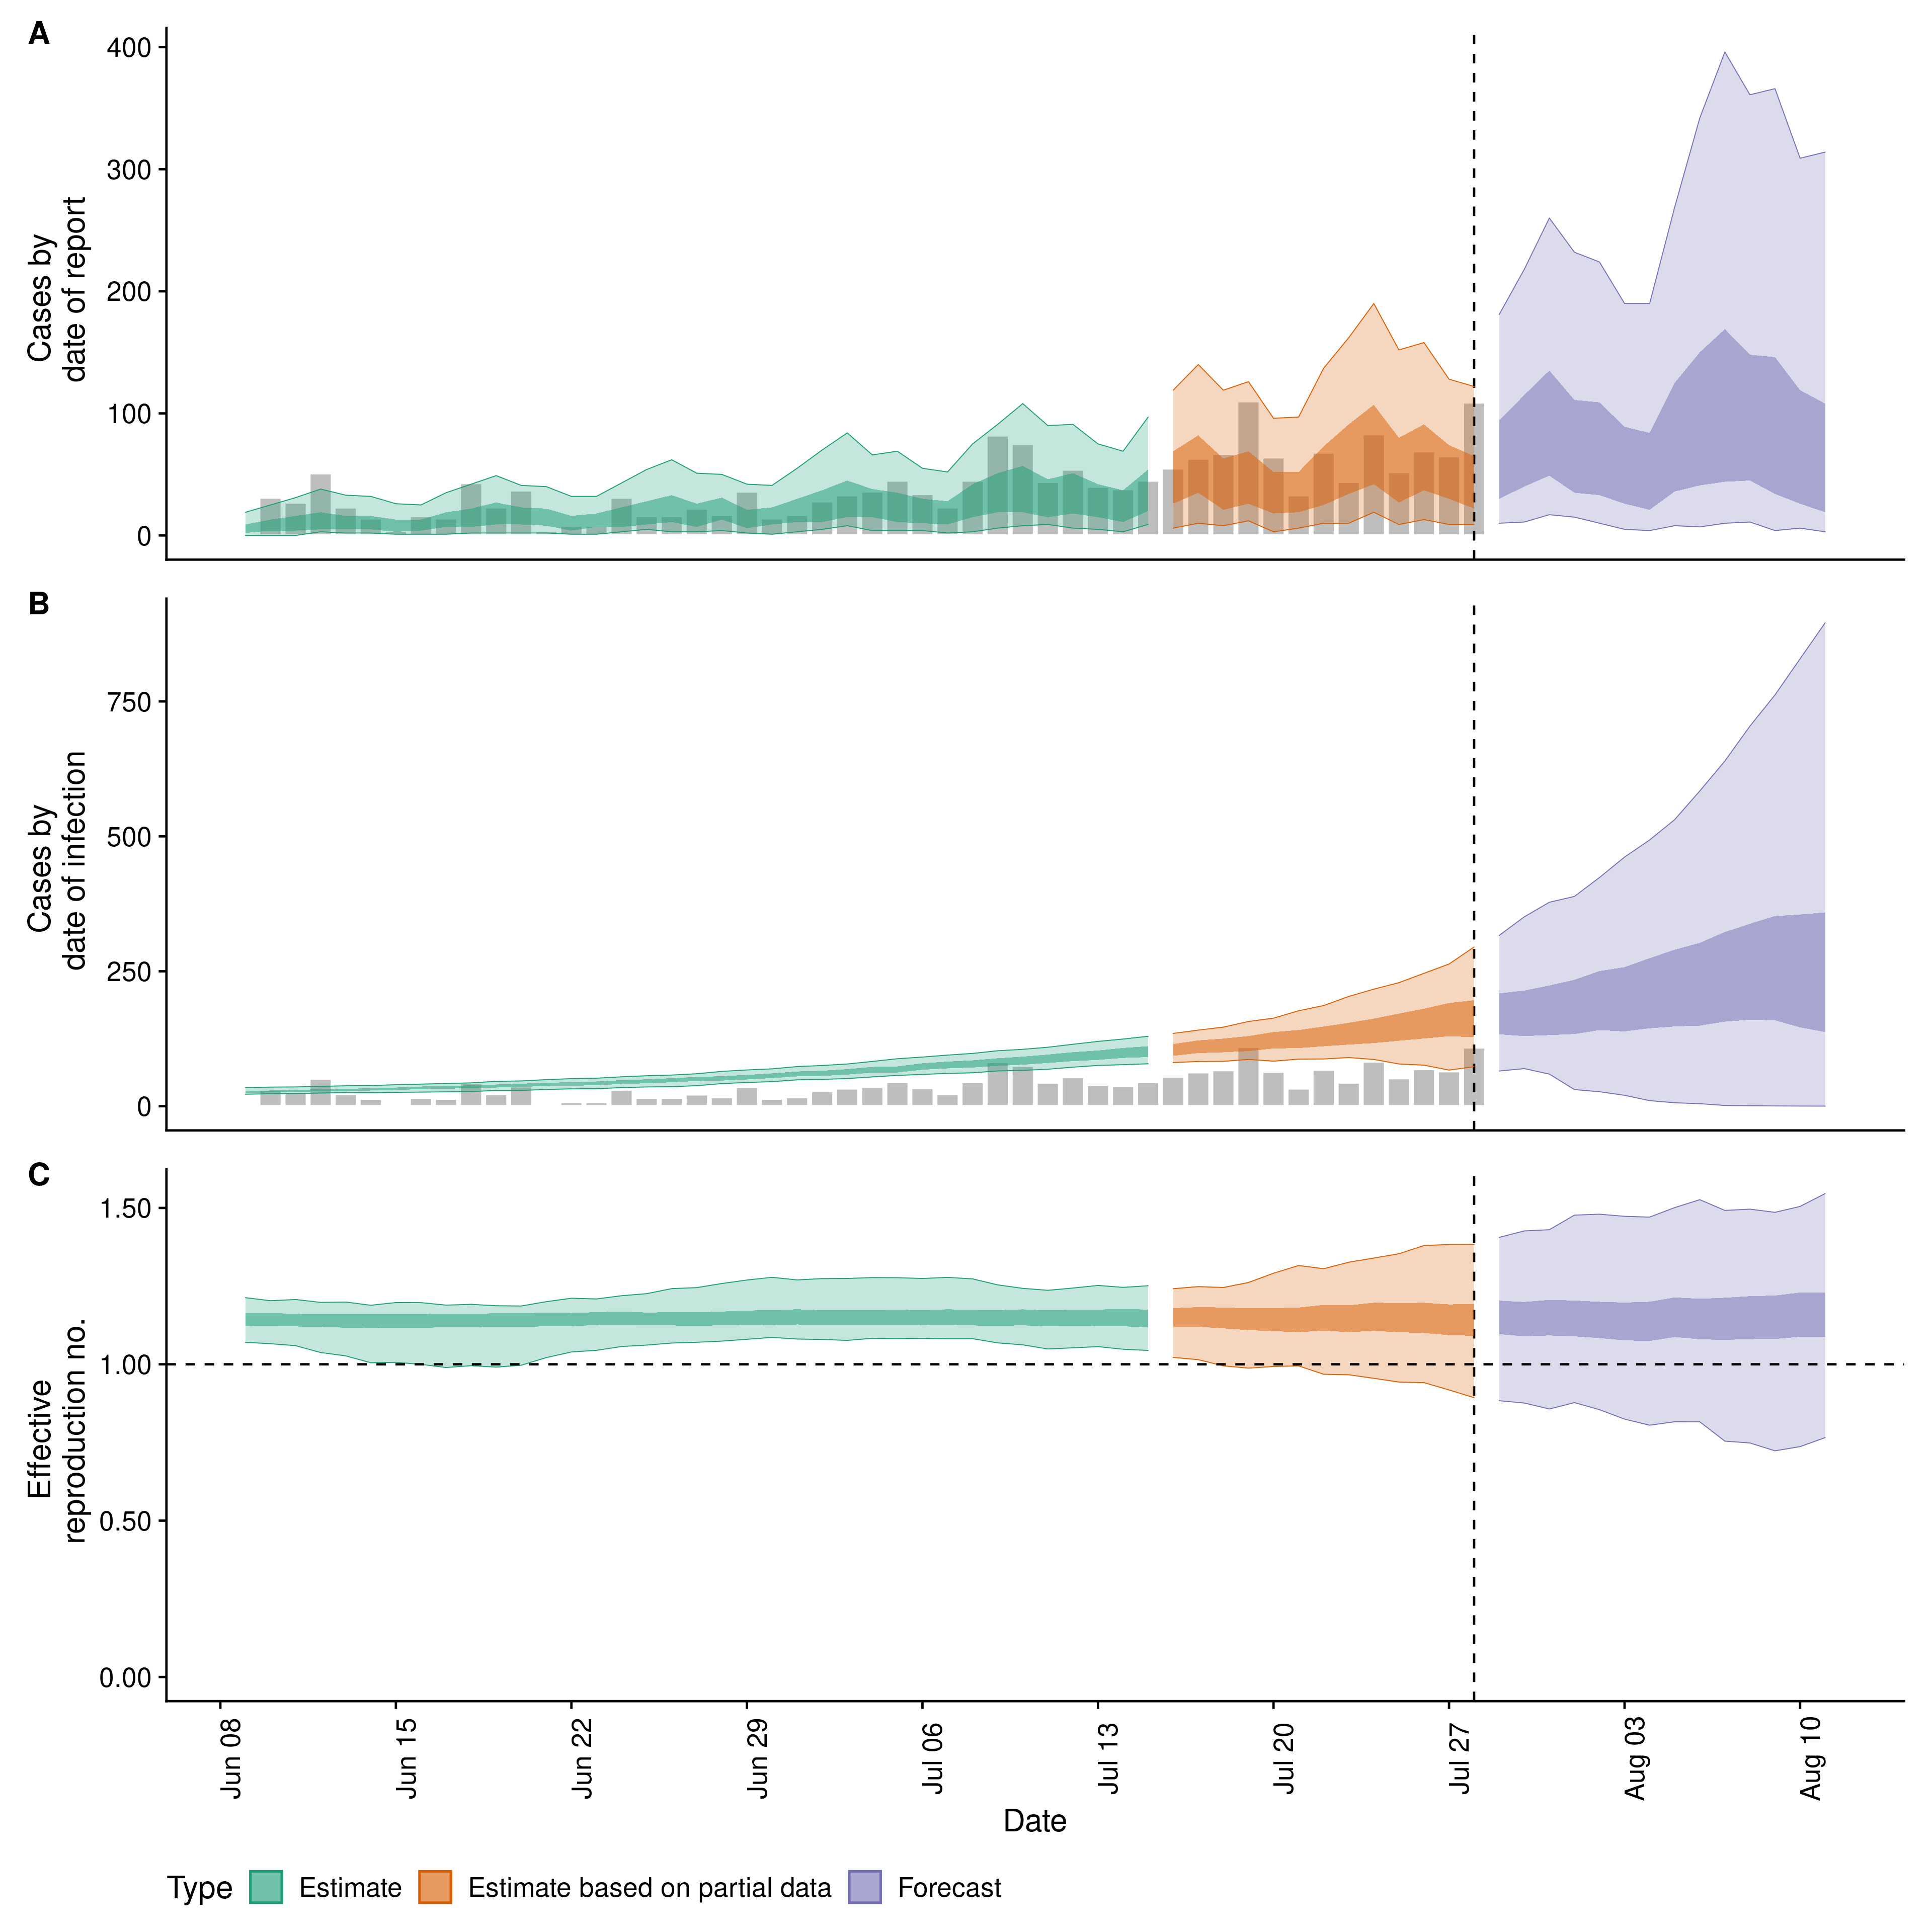 A
400
300
200
100
0
Cases by
date of report
B
750
500
250
0
Cases by
date of infection
C
1.50
1.00
0.50
0.00
Effective
reproduction no.
Jun 08
Jun 15
Jun 22
Jun 29
Jul 06
Jul 13
Jul 20
Jul 27
Aug 03
Aug 10
Date
Type Estimate Estimate based on partial data Forecast